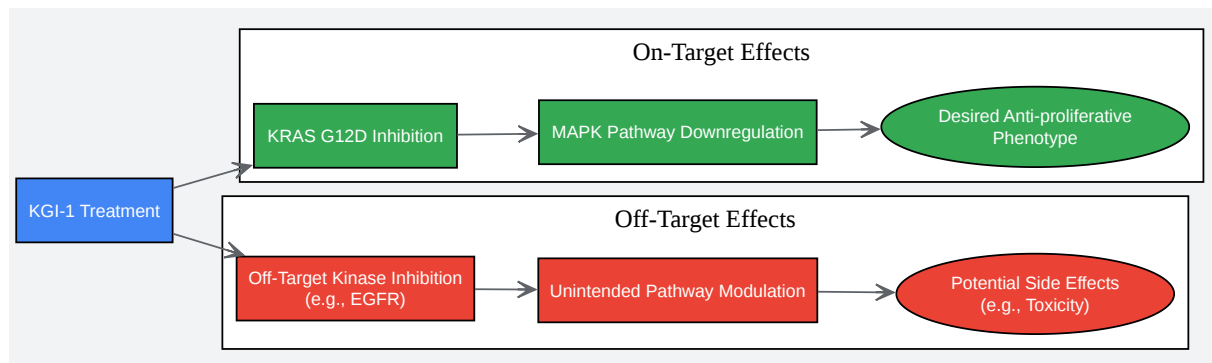 On-Target Effects
KRAS G12D Inhibition
MAPK Pathway Downregulation
Desired Anti-proliferative
Phenotype
KGI-1 Treatment
Off-Target Effects
Off-Target Kinase Inhibition
(e.g., EGFR)
Unintended Pathway Modulation
Potential Side Effects
(e.g., Toxicity)